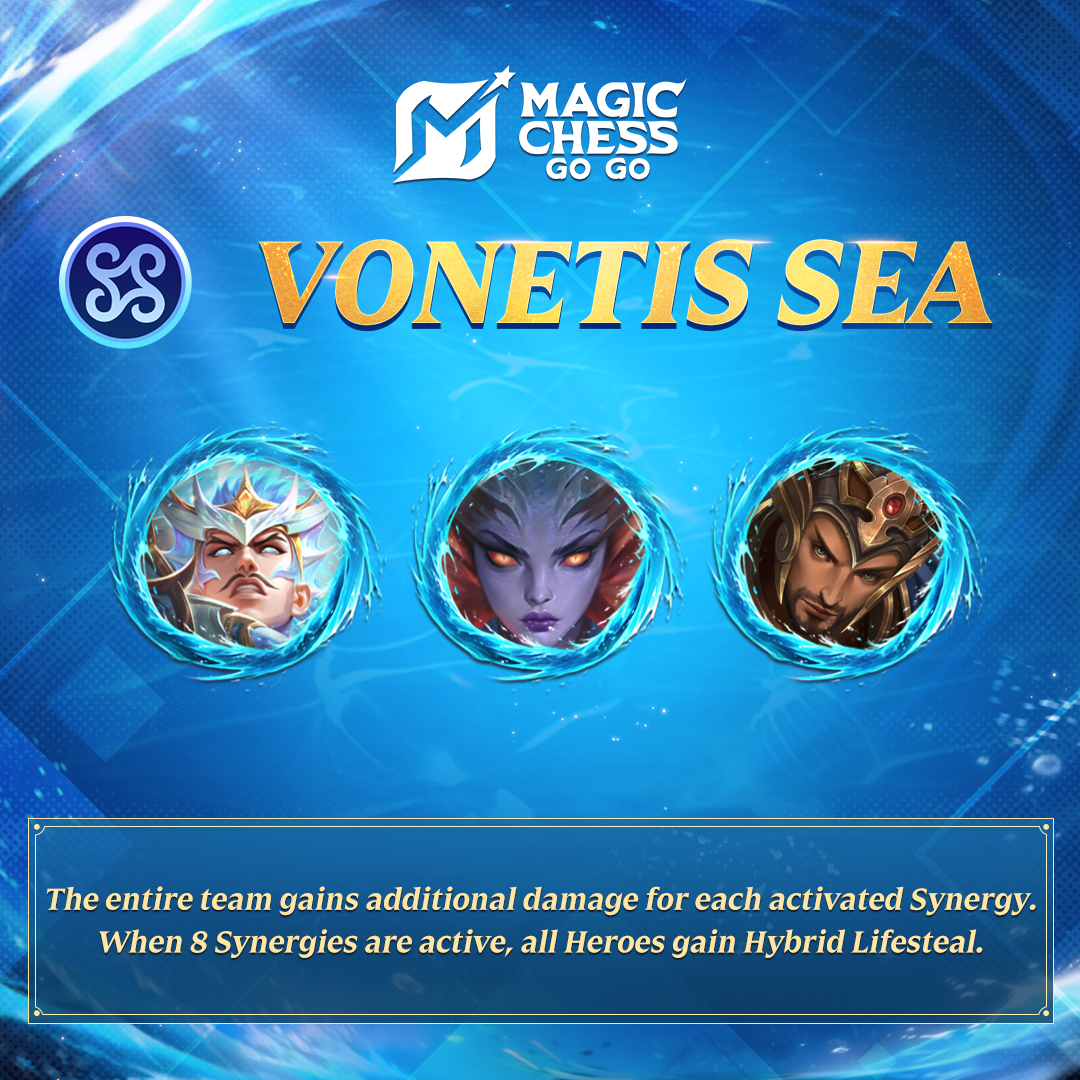 MAGIC
CHESS
GO GO
VONETIS SEA
The entire team gains additional damage for each activated Synergy.
When 8 Synergies are active, all Heroes gain Hybrid Lifesteal.